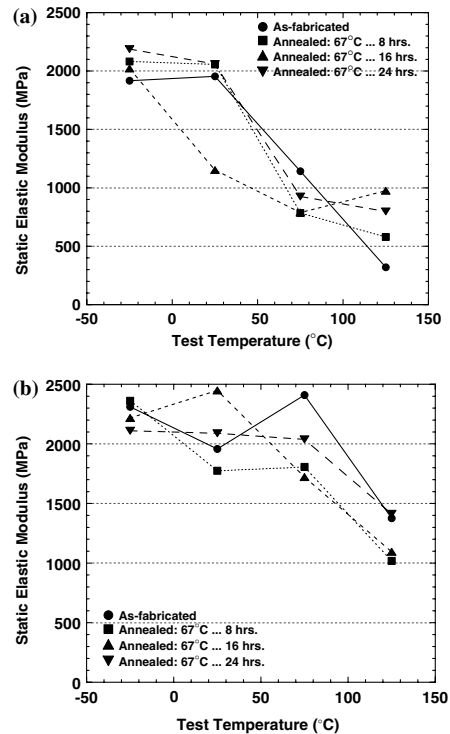 (a)
2500
2000
1500
1000
500
0
Static Elastic Modulus (MPa)
As-fabricated
Annealed: 67°C ... 8 hrs.
Annealed: 67°C ... 16 hrs.
Annealed: 67°C ... 24 hrs.
-50 0 50 100 150
Test Temperature (°C)
(b)
2500
2000
1500
1000
500
0
Static Elastic Modulus (MPa)
As-fabricated
Annealed: 67°C ... 8 hrs.
Annealed: 67°C ... 16 hrs.
Annealed: 67°C ... 24 hrs.
-50 0 50 100 150
Test Temperature (°C)